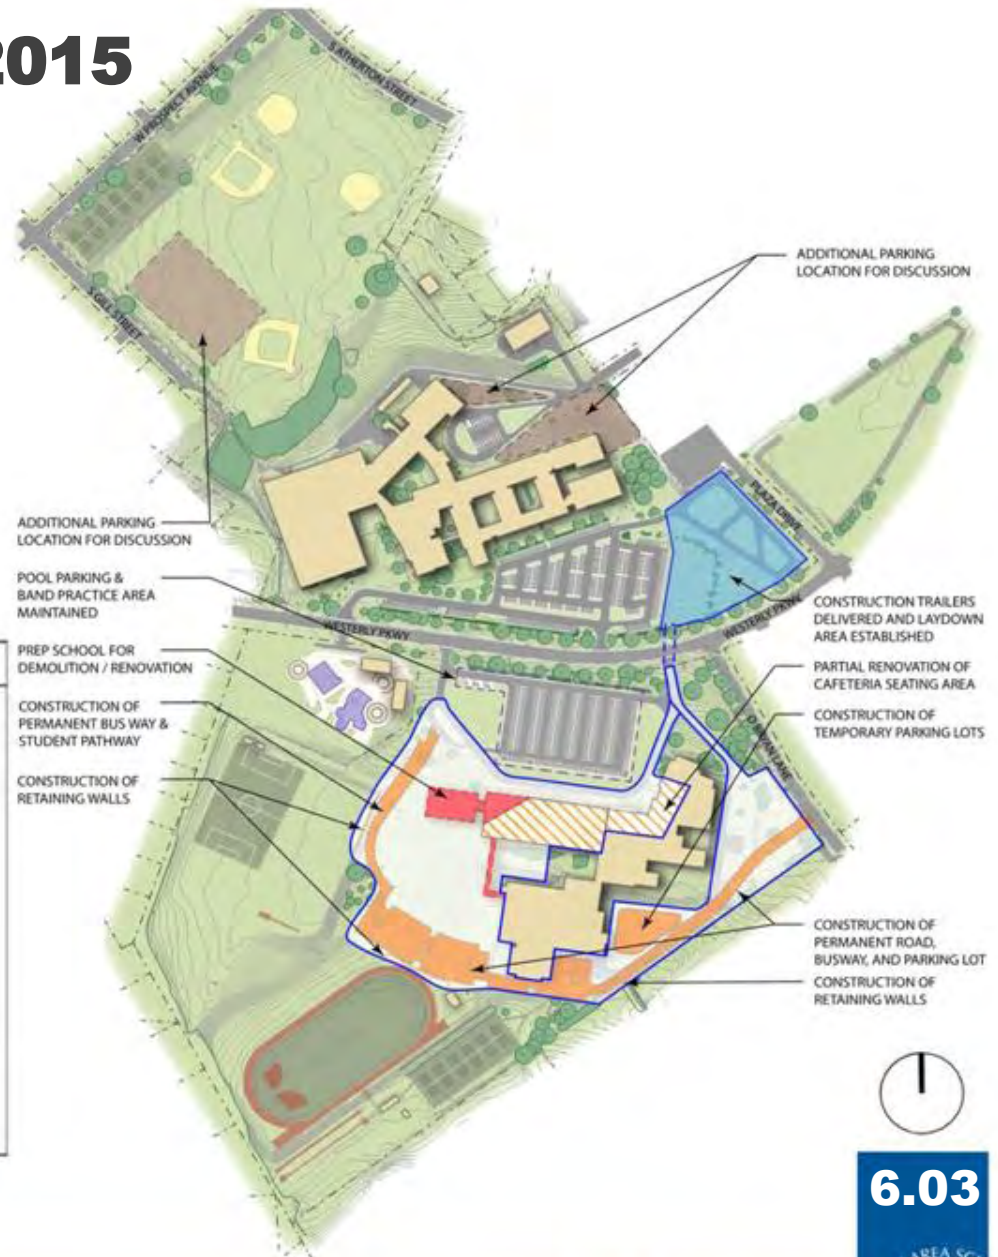 2015
S ATHERTON STREET
W PROSPECT AVENUE
S GILL STREET
ADDITIONAL PARKING
LOCATION FOR DISCUSSION
ADDITIONAL PARKING
LOCATION FOR DISCUSSION
POOL PARKING &
BAND PRACTICE AREA
MAINTAINED
PREP SCHOOL FOR
DEMOLITION / RENOVATION
CONSTRUCTION OF
PERMANENT BUS WAY &
STUDENT PATHWAY
CONSTRUCTION OF
RETAINING WALLS
PLAZA DRIVE
WESTERLY PKWY
WESTERLY PKWY
CONSTRUCTION TRAILERS
DELIVERED AND LAYDOWN
AREA ESTABLISHED
PARTIAL RENOVATION OF
CAFETERIA SEATING AREA
CONSTRUCTION OF
TEMPORARY PARKING LOTS
LANE
CONSTRUCTION OF
PERMANENT ROAD,
BUSWAY, AND PARKING LOT
CONSTRUCTION OF
RETAINING WALLS
6.03
AREA